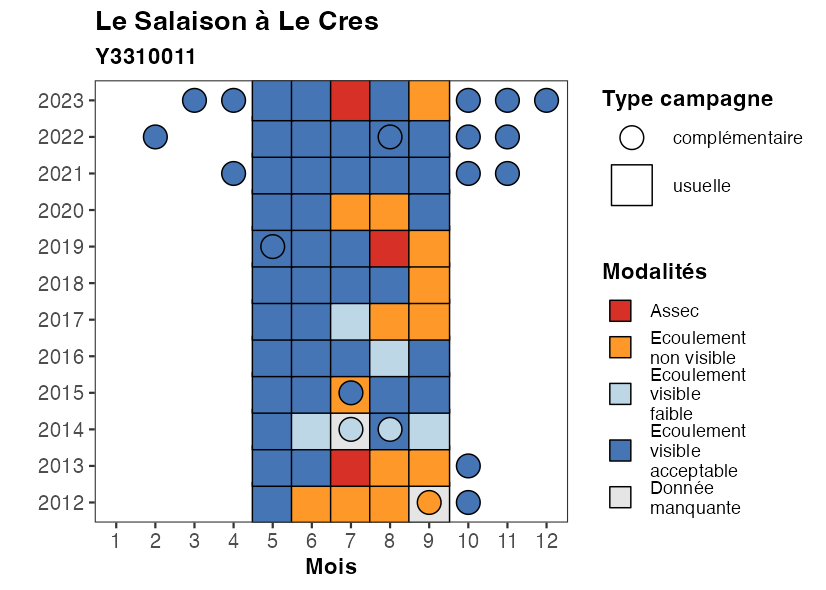 Le Salaison à Le Cres
Y3310011
2023
2022
2021
2020
2019
2018
2017
2016
2015
2014
2013
2012
1 2 3 4 5 6 7 8 9 10 11 12
Mois
Type campagne
complémentaire
usuelle
Modalités
Assec
Ecoulement
non visible
Ecoulement
visible
faible
Ecoulement
visible
acceptable
Donnée
manquante